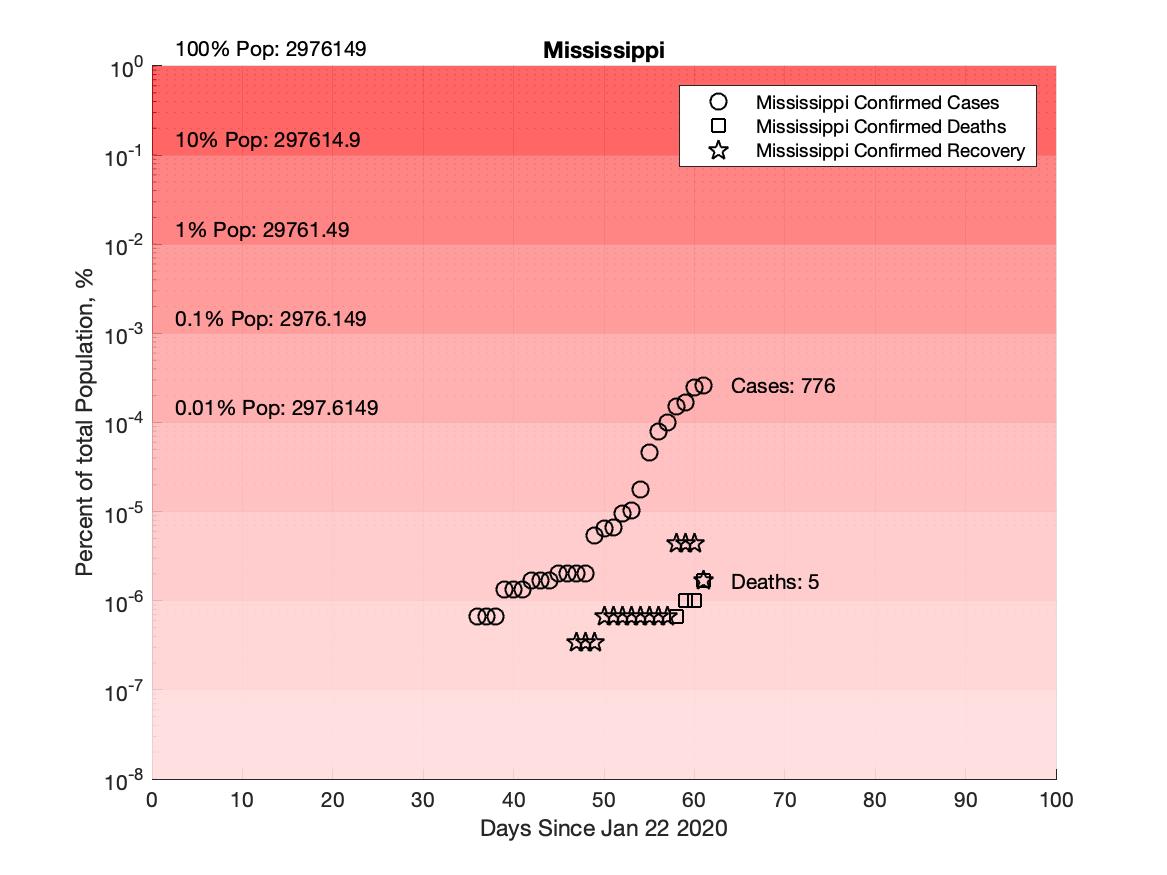 100% Pop: 2976149
Mississippi
10^0
Mississippi Confirmed Cases
Mississippi Confirmed Deaths
Mississippi Confirmed Recovery
10% Pop: 297614.9
10^-1
1% Pop: 29761.49
10^-2
0.1% Pop: 2976.149
10^-3
Cases: 776
0.01% Pop: 297.6149
10^-4
10^-5
Deaths: 5
10^-6
10^-7
10^-8
Percent of total Population, %
0 10 20 30 40 50 60 70 80 90 100
Days Since Jan 22 2020